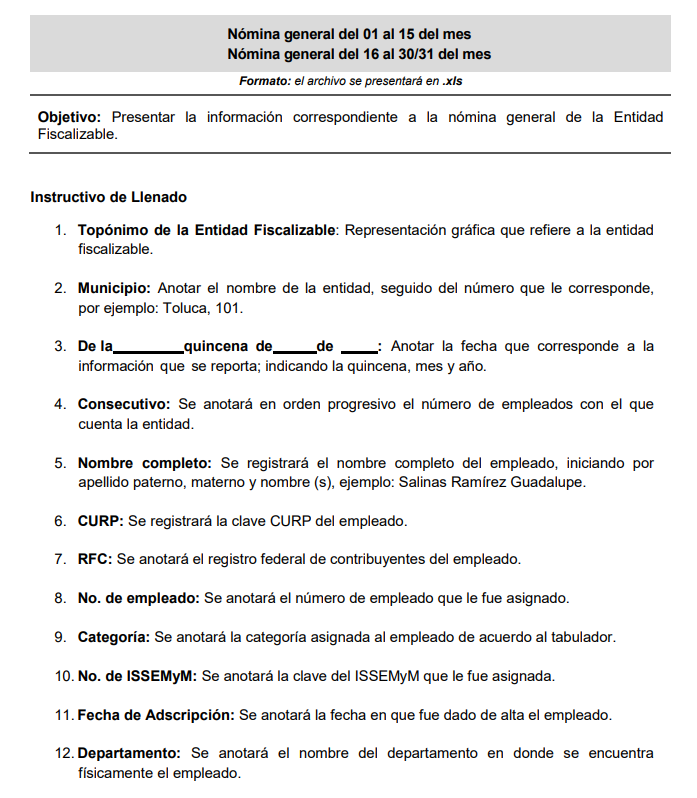 Nómina general del 01 al 15 del mes
Nómina general del 16 al 30/31 del mes
Formato: el archivo se presentará en .xls
Objetivo: Presentar la información correspondiente a la nómina general de la Entidad
Fiscalizable.
Instructivo de Llenado
1. Topónimo de la Entidad Fiscalizable: Representación gráfica que refiere a la entidad
fiscalizable.
2. Municipio: Anotar el nombre de la entidad, seguido del número que le corresponde,
por ejemplo: Toluca, 101.
3. De la________quincena de_____de ____: Anotar la fecha que corresponde a la
información que se reporta; indicando la quincena, mes y año.
4. Consecutivo: Se anotará en orden progresivo el número de empleados con el que
cuenta la entidad.
5. Nombre completo: Se registrará el nombre completo del empleado, iniciando por
apellido paterno, materno y nombre (s), ejemplo: Salinas Ramírez Guadalupe.
6. CURP: Se registrará la clave CURP del empleado.
7. RFC: Se anotará el registro federal de contribuyentes del empleado.
8. No. de empleado: Se anotará el número de empleado que le fue asignado.
9. Categoría: Se anotará la categoría asignada al empleado de acuerdo al tabulador.
10. No. de ISSEMyM: Se anotará la clave del ISSEMyM que le fue asignada.
11. Fecha de Adscripción: Se anotará la fecha en que fue dado de alta el empleado.
12. Departamento: Se anotará el nombre del departamento en donde se encuentra
físicamente el empleado.